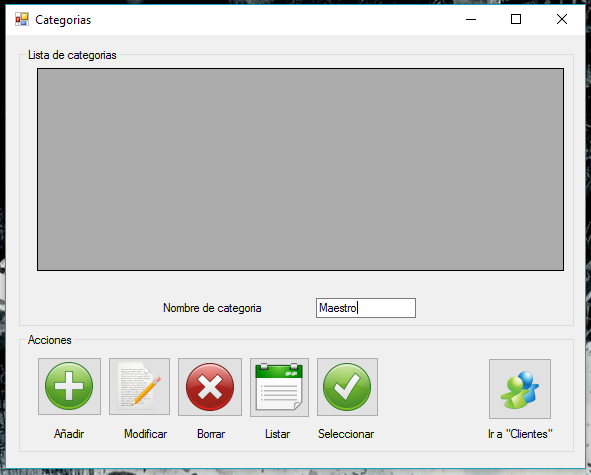 Categorias
Lista de categorias
Nombre de categoria
Maestro
Acciones
Añadir
Modificar
Borrar
Listar
Seleccionar
Ir a "Clientes"